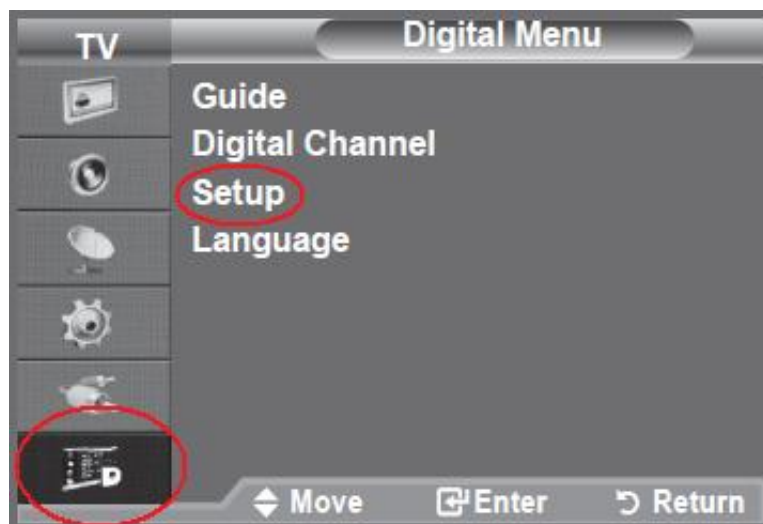 TV
Digital Menu
Guide
Digital Channel
Setup
Language
D
Move Enter Return